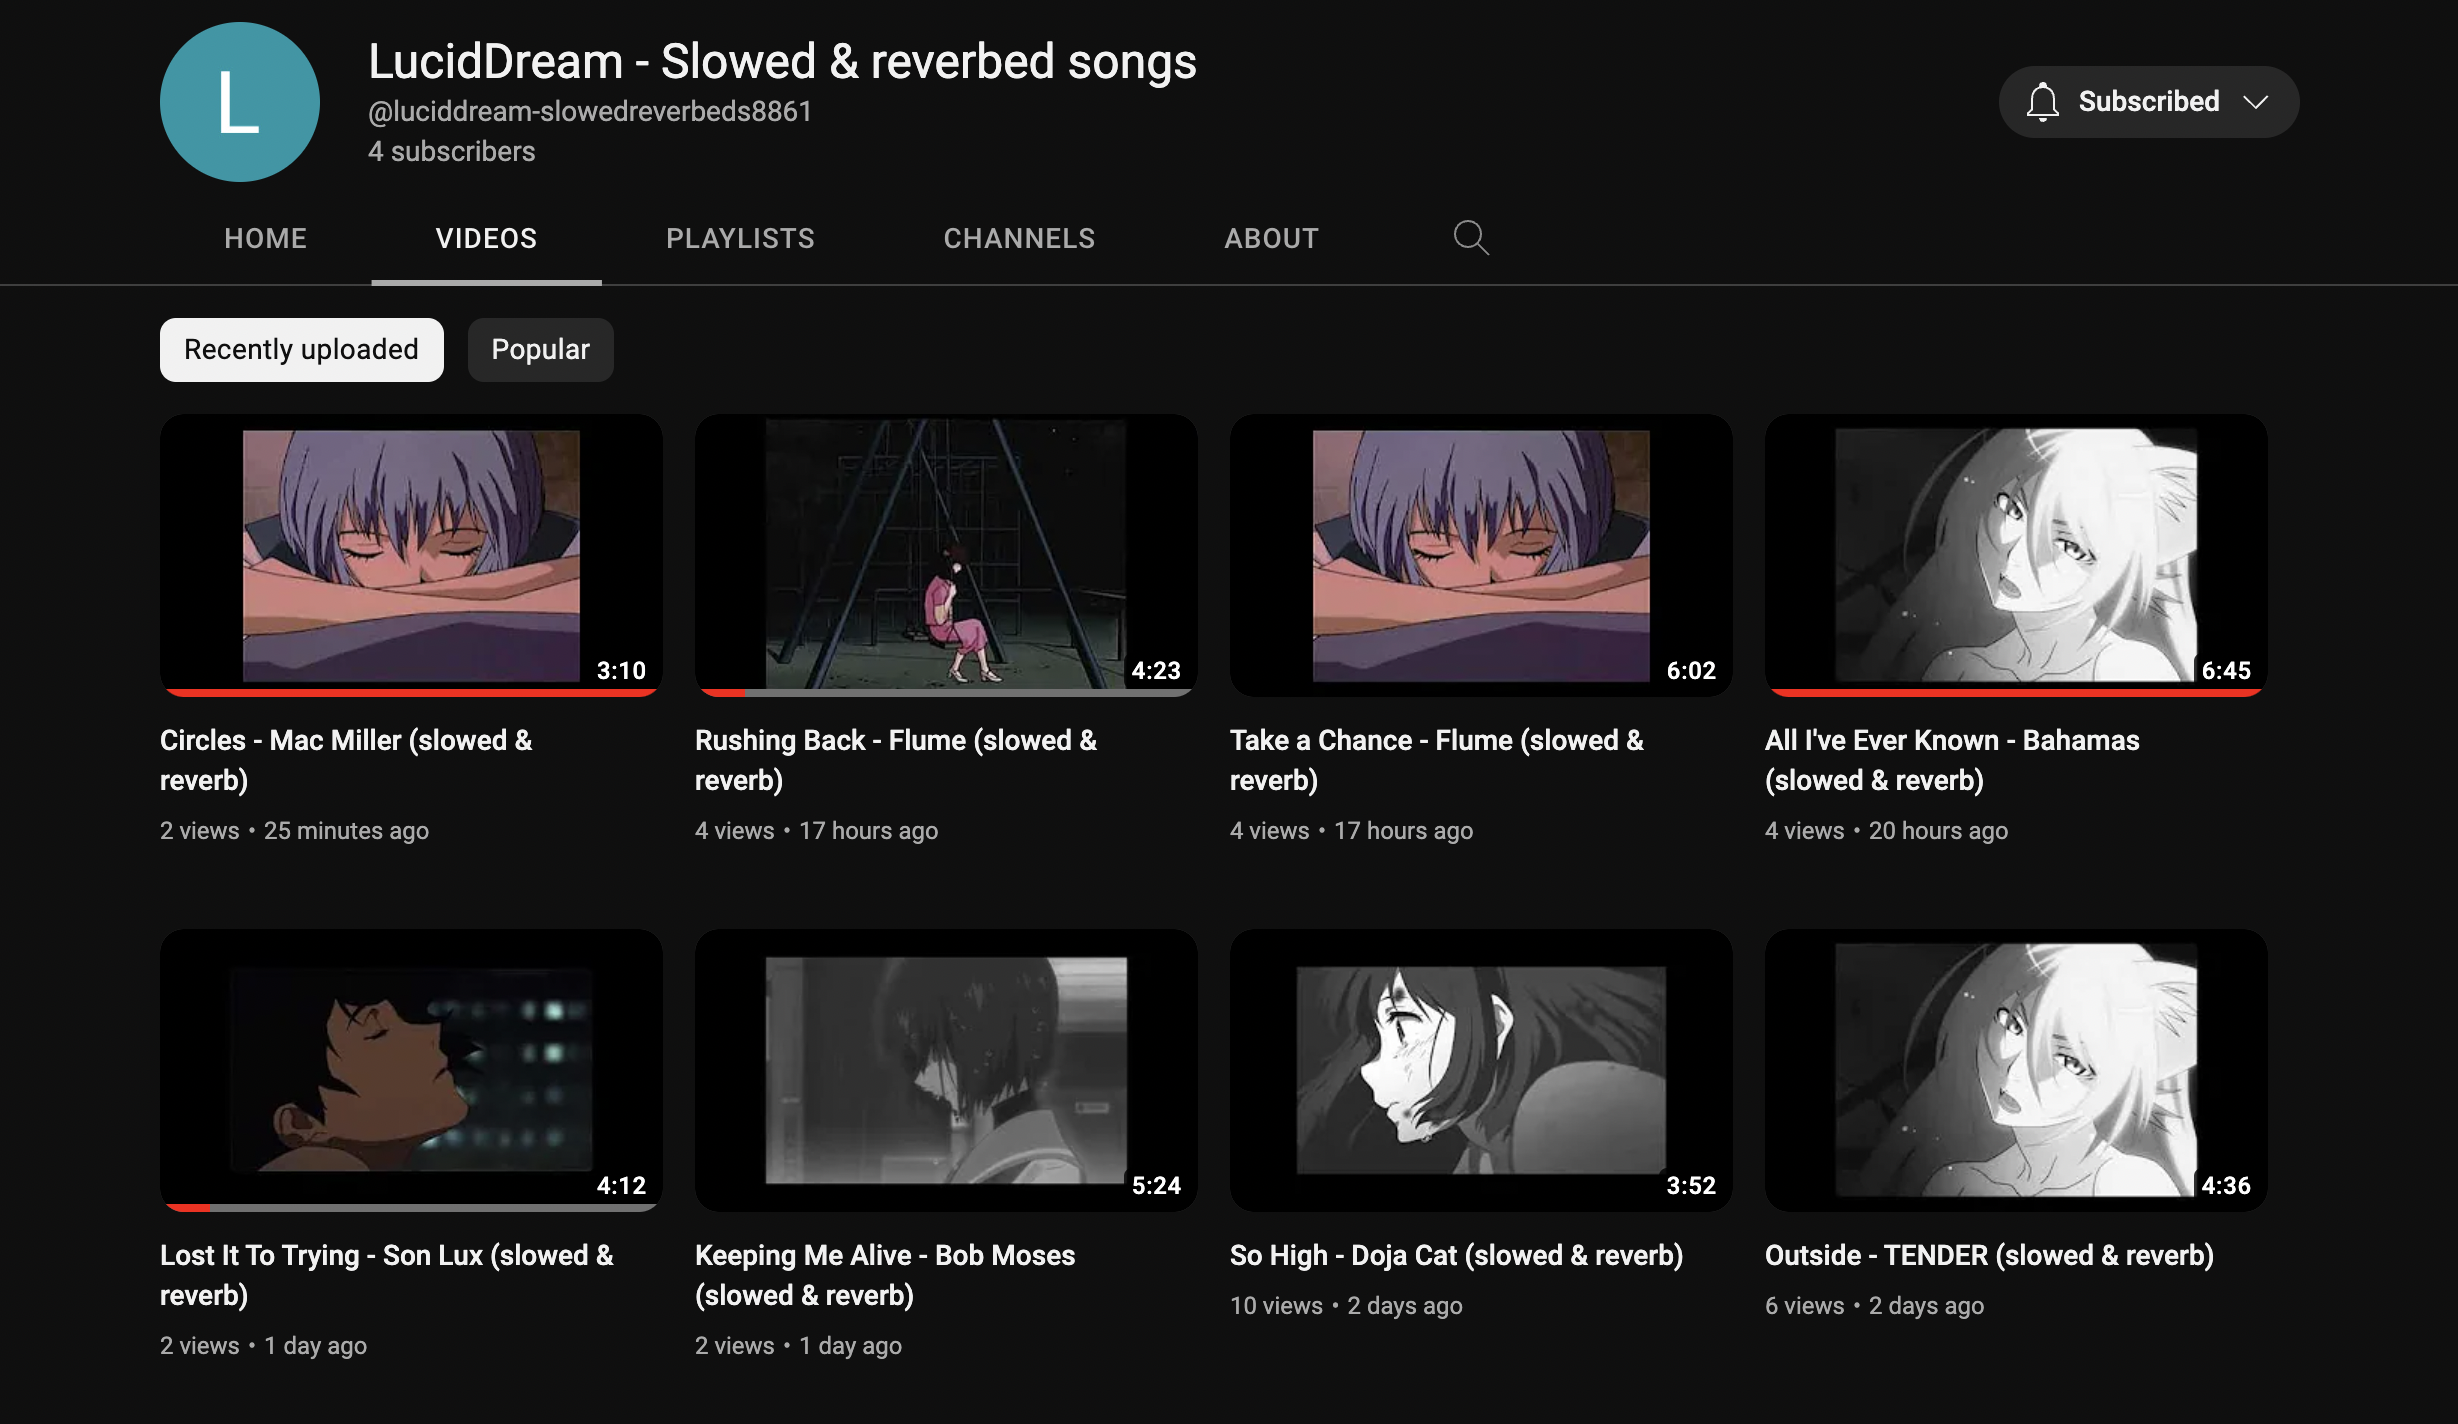 L
LucidDream - Slowed & reverbed songs
@luciddream-slowedreverbeds8861
4 subscribers
Subscribed
HOME VIDEOS PLAYLISTS CHANNELS ABOUT
Recently uploaded Popular
3:10 4:23 6:02 6:45
Circles - Mac Miller (slowed &
reverb)
2 views • 25 minutes ago
Rushing Back - Flume (slowed &
reverb)
4 views • 17 hours ago
Take a Chance - Flume (slowed &
reverb)
4 views • 17 hours ago
All I've Ever Known - Bahamas
(slowed & reverb)
4 views • 20 hours ago
4:12 5:24 3:52 4:36
Lost It To Trying - Son Lux (slowed &
reverb)
2 views • 1 day ago
Keeping Me Alive - Bob Moses
(slowed & reverb)
2 views • 1 day ago
So High - Doja Cat (slowed & reverb)
10 views • 2 days ago
Outside - TENDER (slowed & reverb)
6 views • 2 days ago